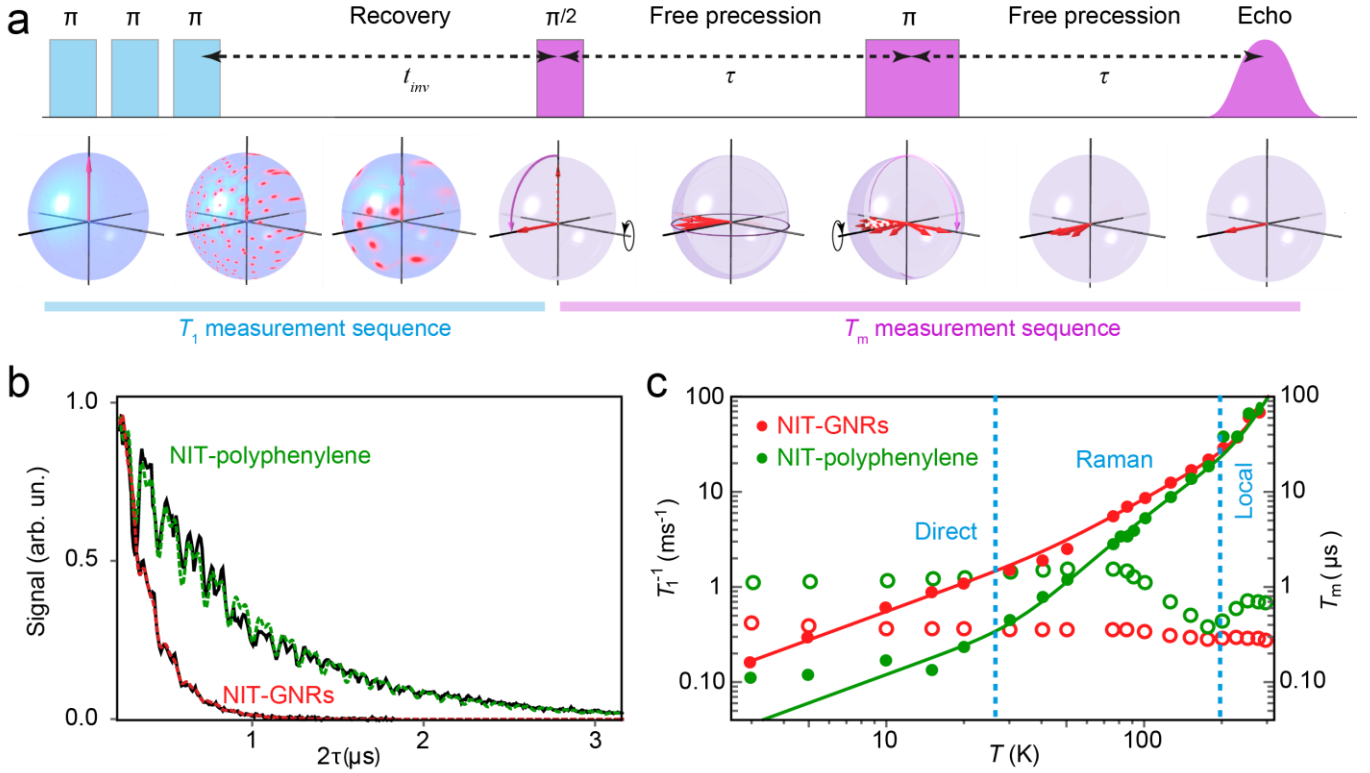 a
π π π Recovery π/2 Free precession π Free precession Echo
t_inv τ τ
T₁ measurement sequence T_m measurement sequence
b
Signal (arb. un.)
1.0
0.5
0.0
NIT-polyphenylene
NIT-GNRs
1 2 3
2τ(µs)
c
T₁⁻¹ (ms⁻¹)
100
10
1
0.10
NIT-GNRs
NIT-polyphenylene
Direct
Raman
Local
100
10
1
0.10
T_m(µs)
10 100
T (K)